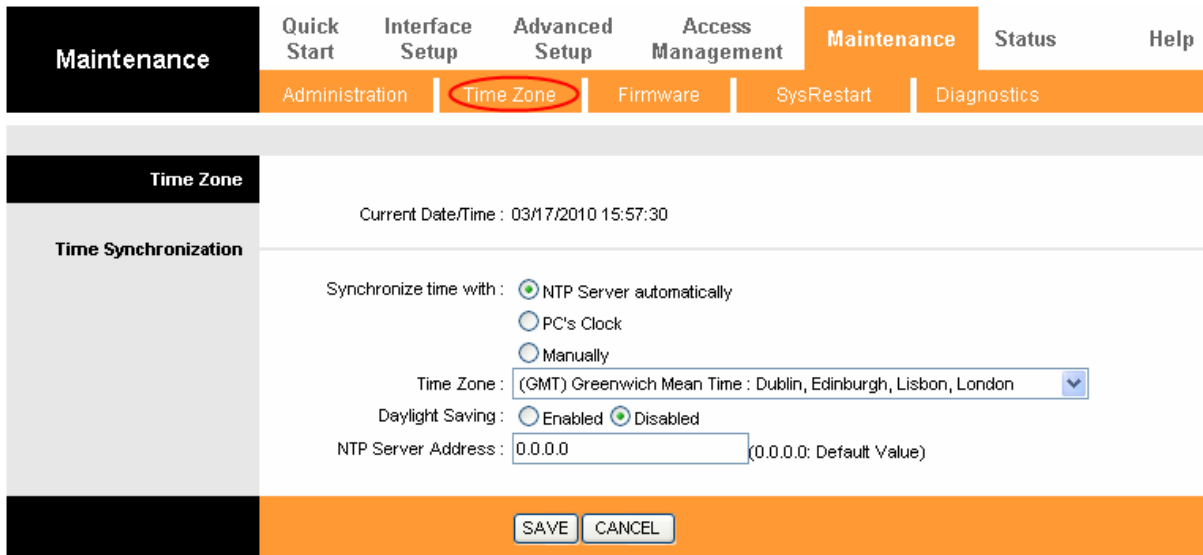 Maintenance
Quick Start
Interface Setup
Advanced Setup
Access Management
Maintenance
Status
Help
Administration
Time Zone
Firmware
SysRestart
Diagnostics
Time Zone
Current Date/Time : 03/17/2010 15:57:30
Time Synchronization
Synchronize time with : NTP Server automatically
PC's Clock
Manually
Time Zone : (GMT) Greenwich Mean Time : Dublin, Edinburgh, Lisbon, London
Daylight Saving : Enabled Disabled
NTP Server Address : 0.0.0.0 (0.0.0.0: Default Value)
SAVE CANCEL